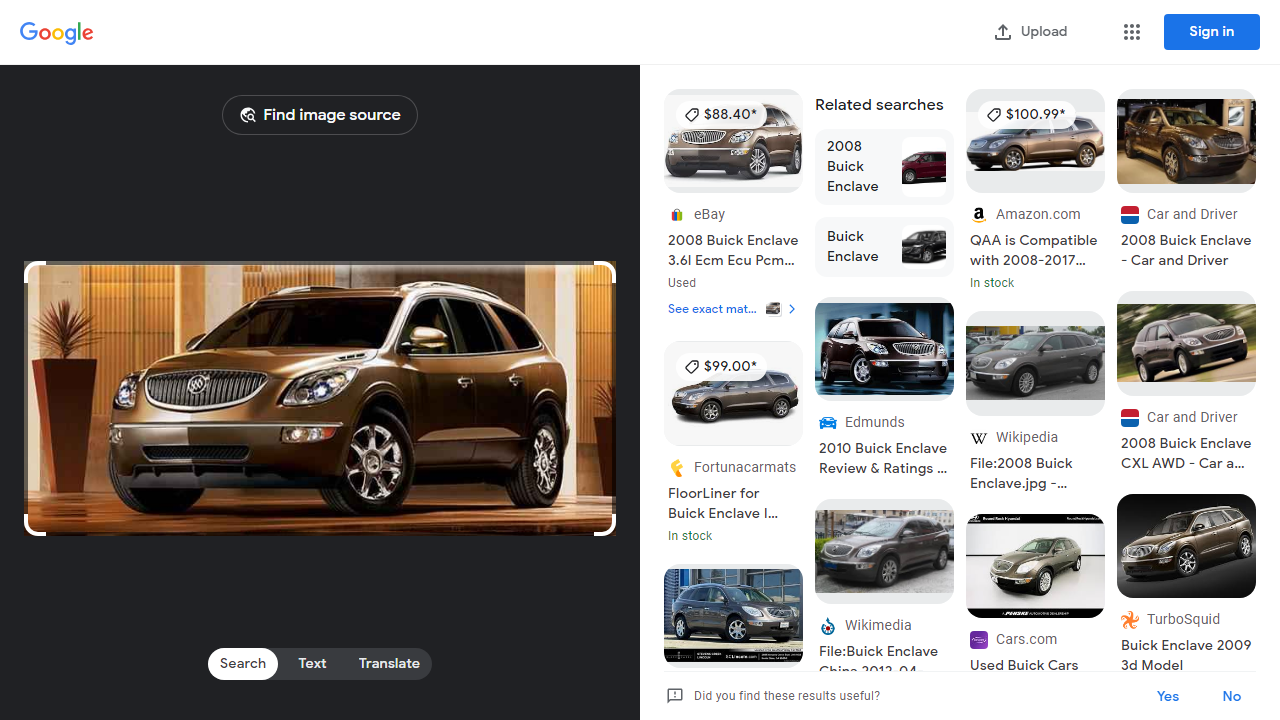 Google
Upload
Sign in
Find image source
Search
Text
Translate
$88.40*
eBay
2008 Buick Enclave
3.6l Ecm Ecu Pcm...
Used
See exact mat...
$99.00*
Fortunacarmats
FloorLiner for
Buick Enclave I...
In stock
Related searches
2008
Buick
Enclave
Buick
Enclave
Edmunds
2010 Buick Enclave
Review & Ratings ...
Wikimedia
File:Buick Enclave
China 2012-04
$100.99*
a
Amazon.com
QAA is Compatible
with 2008-2017...
In stock
W
Wikipedia
File:2008 Buick
Enclave.jpg -...
Round Rock Hyundai
Cars.com
Used Buick Cars
Car and Driver
2008 Buick Enclave
- Car and Driver
Car and Driver
2008 Buick Enclave
CXL AWD - Car a...
TurboSquid
Buick Enclave 2009
3d Model
Did you find these results useful?
Yes
No